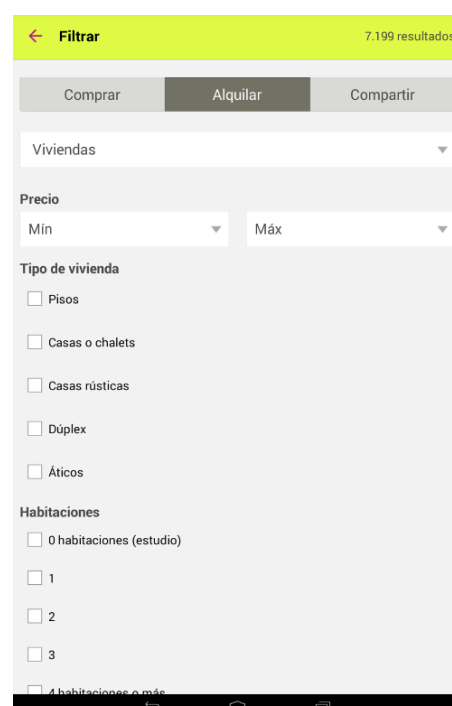 Filtrar 7.199 resultados
Comprar Alquilar Compartir
Viviendas
Precio
Mín Máx
Tipo de vivienda
Pisos
Casas o chalets
Casas rústicas
Dúplex
Áticos
Habitaciones
0 habitaciones (estudio)
1
2
3
4 habitaciones o más